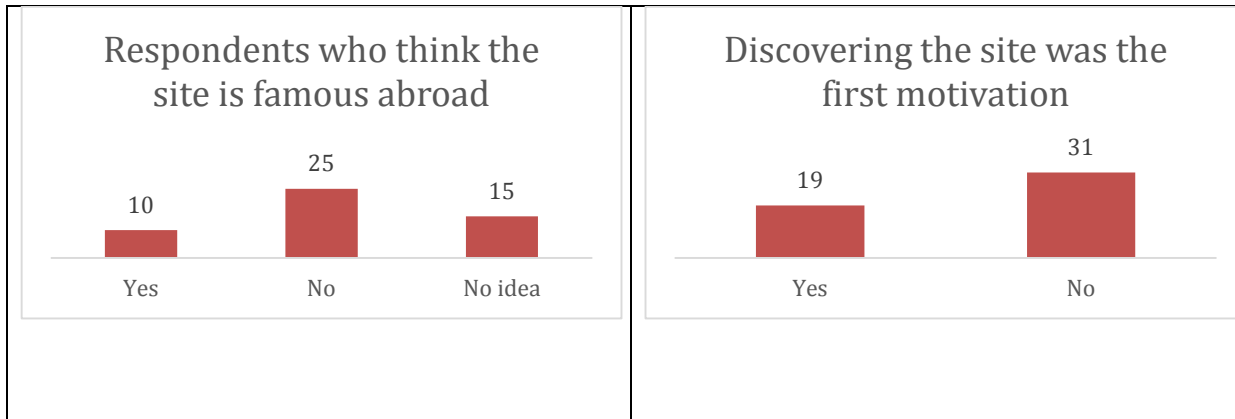 Respondents who think the
site is famous abroad
25
15
10
Yes No No idea
Discovering the site was the
first motivation
31
19
Yes No